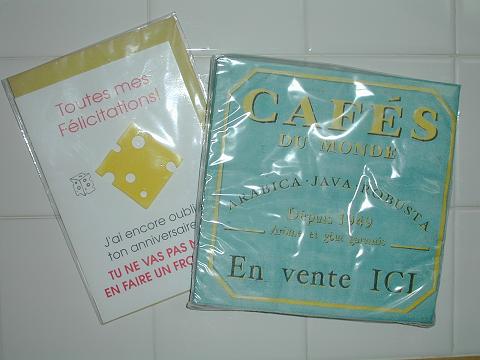 Toutes mes
Félicitations!
J'ai encore oublié
ton anniversaire
TU NE VAS PAS M
EN FAIRE UN FRO
CAFÉS
DU MONDE
ARABICA · JAVA ROBUSTA
Depuis 1949
Arôme et goût garantis
En vente ICI